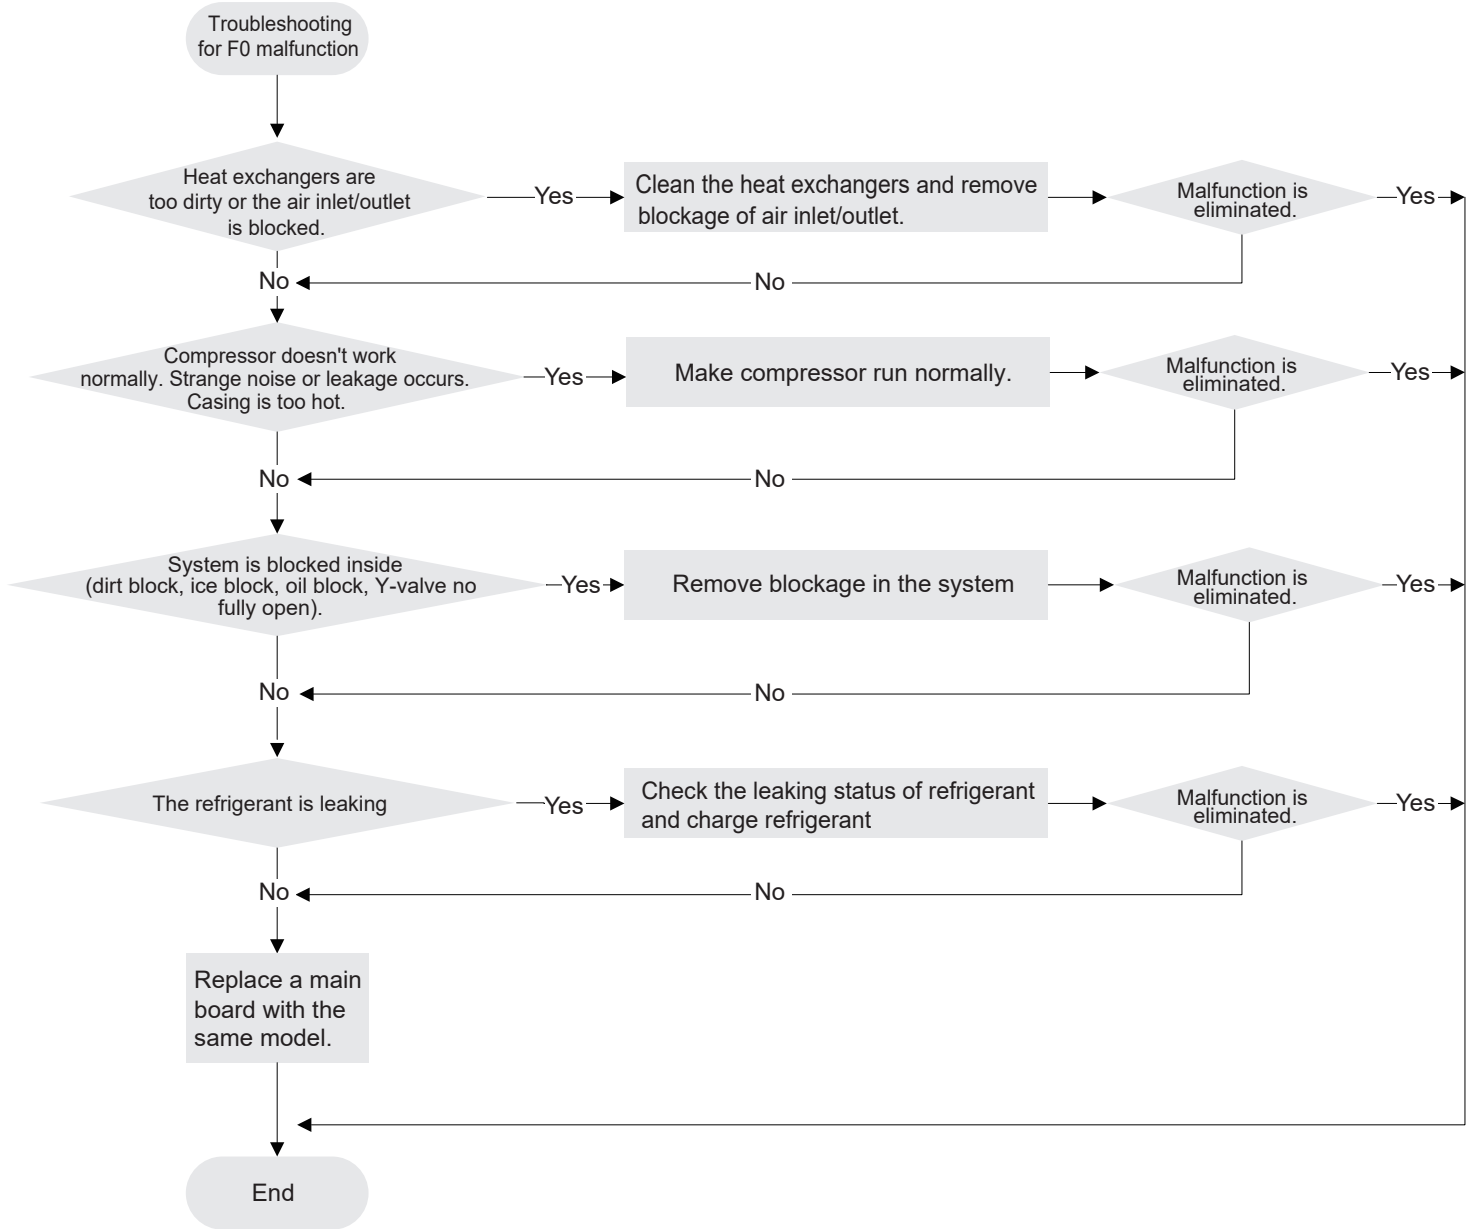 Troubleshooting
for F0 malfunction
Heat exchangers are
too dirty or the air inlet/outlet
is blocked.
Yes
Clean the heat exchangers and remove
blockage of air inlet/outlet.
Malfunction is
eliminated.
Yes
No
No
Compressor doesn't work
normally. Strange noise or leakage occurs.
Casing is too hot.
Yes
Make compressor run normally.
Malfunction is
eliminated.
Yes
No
No
System is blocked inside
(dirt block, ice block, oil block, Y-valve no
fully open).
Yes
Remove blockage in the system
Malfunction is
eliminated.
Yes
No
No
The refrigerant is leaking
Yes
Check the leaking status of refrigerant
and charge refrigerant
Malfunction is
eliminated.
Yes
No
No
Replace a main
board with the
same model.
End